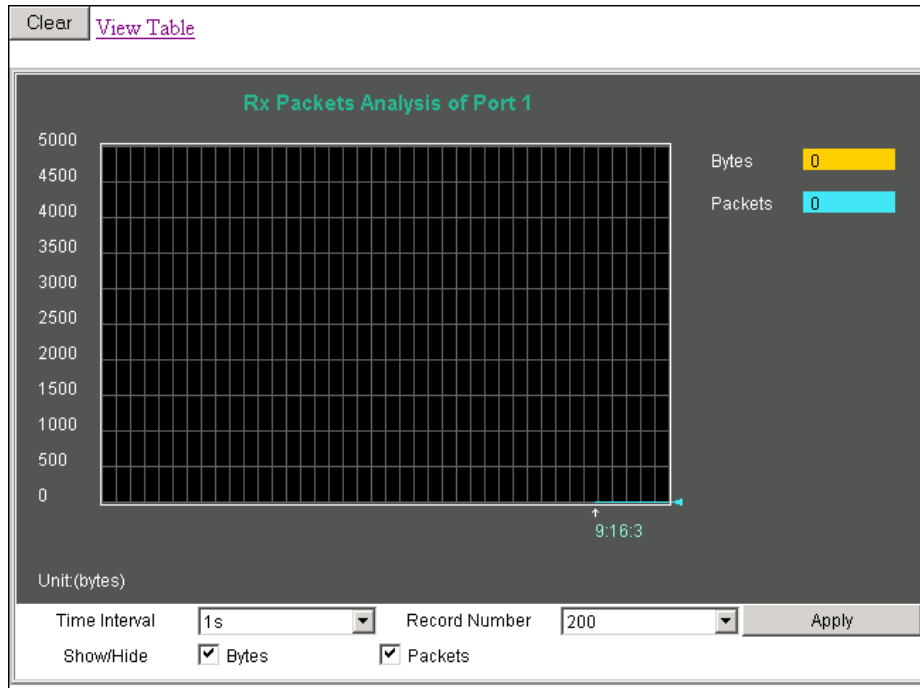 Clear View Table
Rx Packets Analysis of Port 1
5000
4500
4000
3500
3000
2500
2000
1500
1000
500
0
Bytes 0
Packets 0
9:16:3
Unit:(bytes)
Time Interval 1s Record Number 200 Apply
Show/Hide Bytes Packets